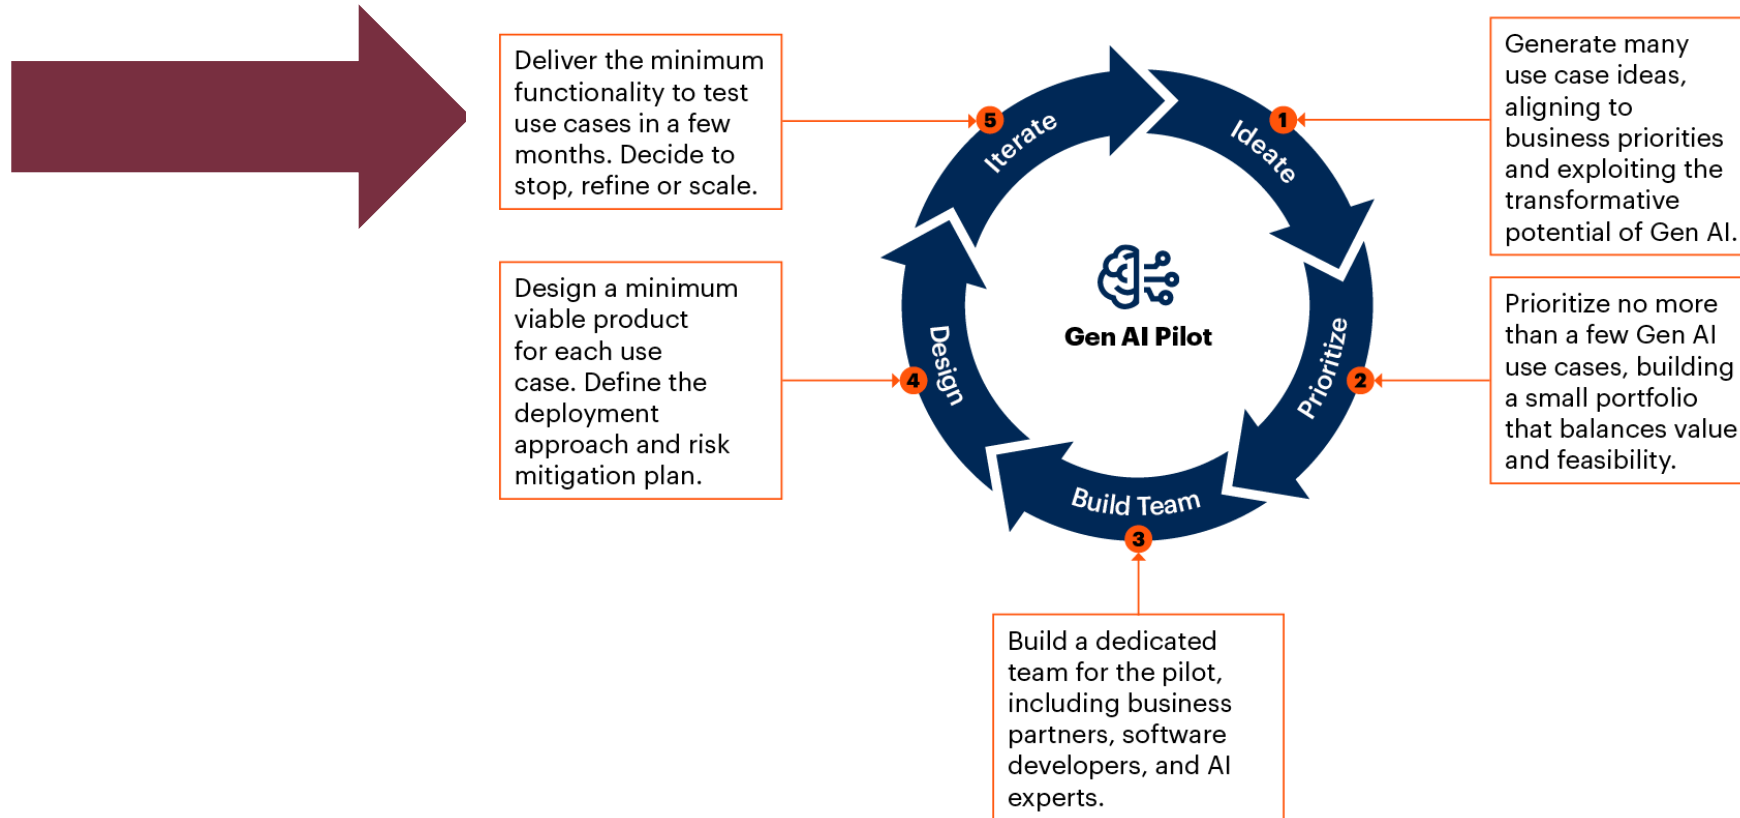 Deliver the minimum
functionality to test
use cases in a few
months. Decide to
stop, refine or scale.
Design a minimum
viable product
for each use
case. Define the
deployment
approach and risk
mitigation plan.
5
Iterate
1
Ideate
Gen AI Pilot
4
Design
2
Prioritize
Build Team
3
Generate many
use case ideas,
aligning to
business priorities
and exploiting the
transformative
potential of Gen AI.
Prioritize no more
than a few Gen AI
use cases, building
a small portfolio
that balances value
and feasibility.
Build a dedicated
team for the pilot,
including business
partners, software
developers, and AI
experts.